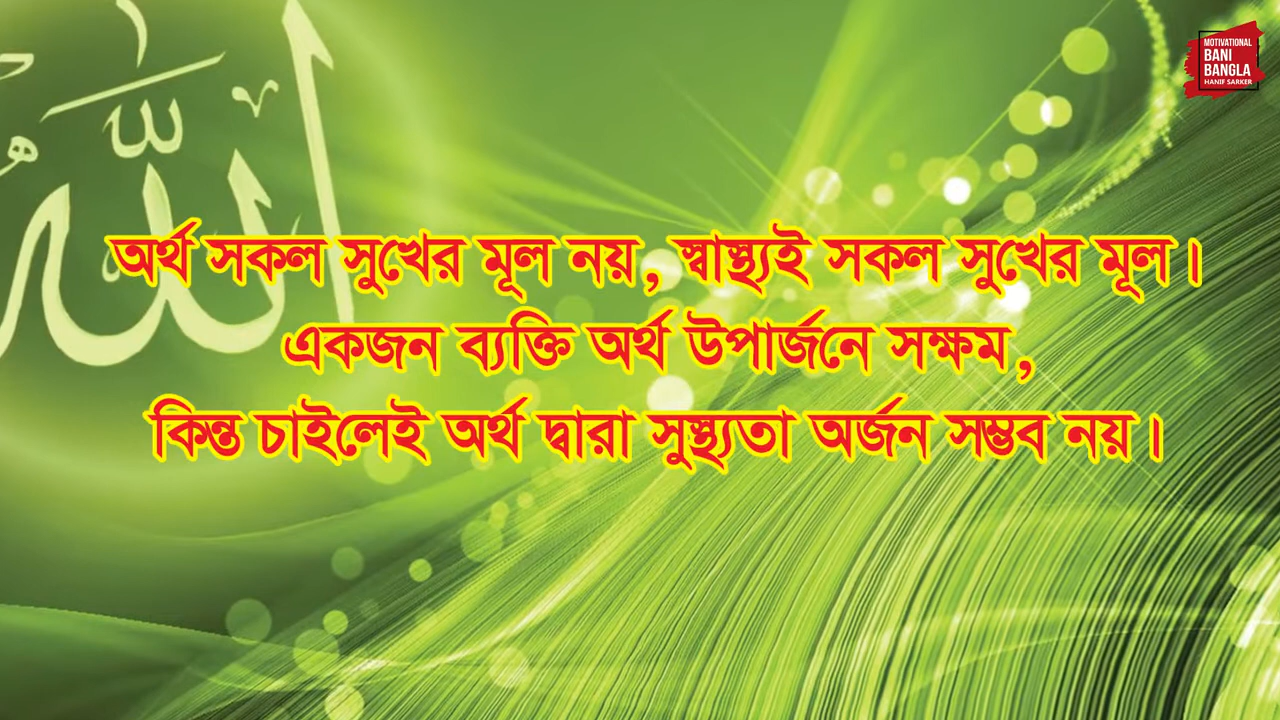 الله
MOTIVATIONAL
BANI
BANGLA
HANIF SARKER
অর্থ সকল সুখের মূল নয়, স্বাস্থ্যই সকল সুখের মূল।
একজন ব্যক্তি অর্থ উপার্জনে সক্ষম,
কিন্ত চাইলেই অর্থ দ্বারা সুস্থ্যতা অর্জন সম্ভব নয়।